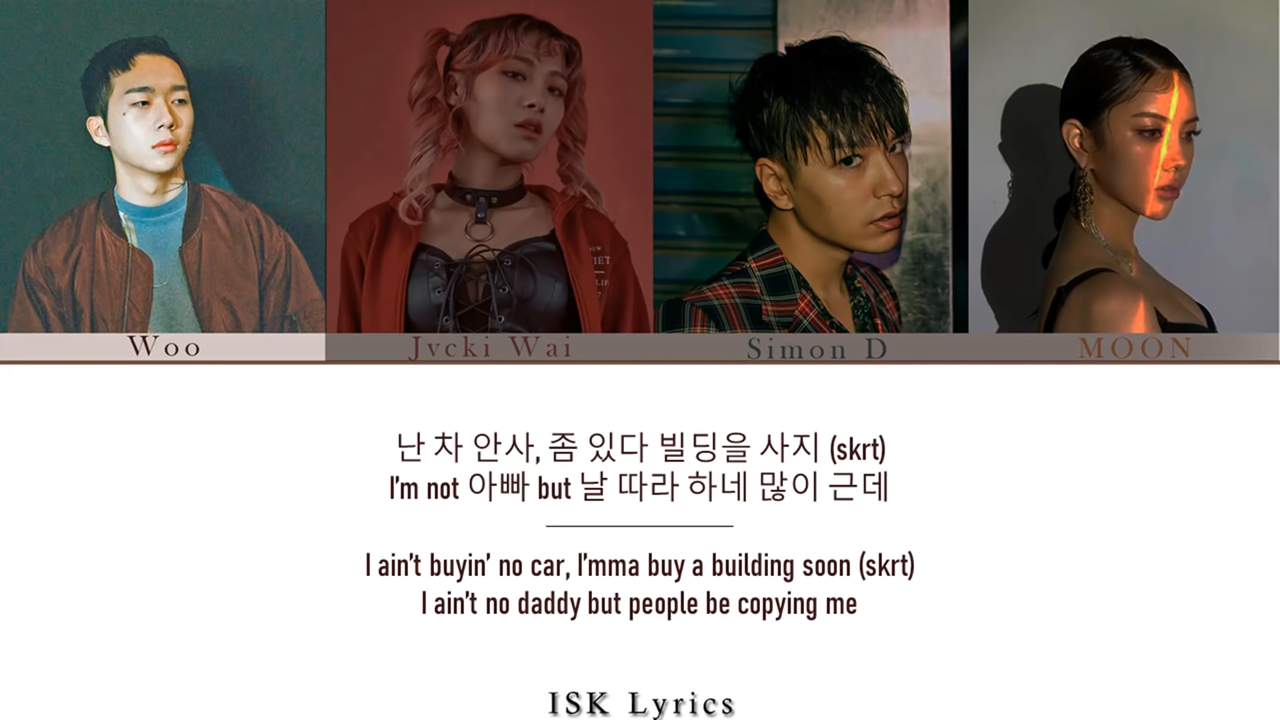 NEW
Woo
Jvcki Wai
Simon D
MOON
난 차 안사, 좀 있다 빌딩을 사지 (skrt)
I'm not 아빠 but 날 따라 하네 많이 근데
I ain't buyin' no car, I'mma buy a building soon (skrt)
I ain't no daddy but people be copying me
ISK Lyrics